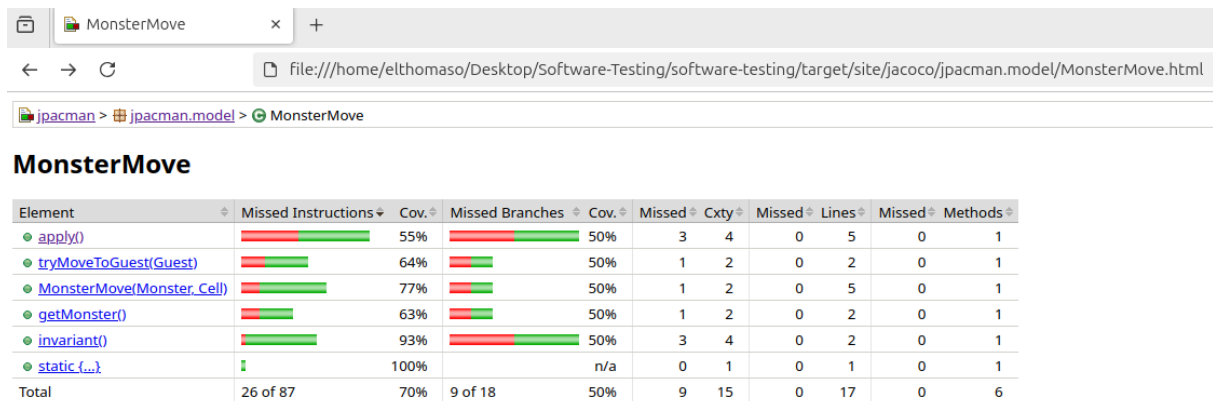 MonsterMove × +
file:///home/elthomaso/Desktop/Software-Testing/software-testing/target/site/jacoco/jpacman.model/MonsterMove.html
jpacman > jpacman.model > MonsterMove
MonsterMove
Element Missed Instructions Cov. Missed Branches Cov. Missed Cxty Missed Lines Missed Methods
apply() 55% 50% 3 4 0 5 0 1
tryMoveToGuest(Guest) 64% 50% 1 2 0 2 0 1
MonsterMove(Monster, Cell) 77% 50% 1 2 0 5 0 1
getMonster() 63% 50% 1 2 0 2 0 1
invariant() 93% 50% 3 4 0 2 0 1
static {...} 100% n/a 0 1 0 1 0 1
Total 26 of 87 70% 9 of 18 50% 9 15 0 17 0 6